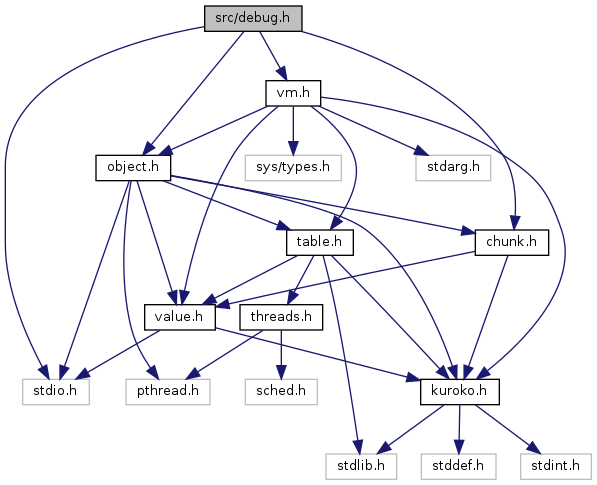 src/debug.h
vm.h
object.h
sys/types.h
stdarg.h
table.h
chunk.h
value.h
threads.h
stdio.h
pthread.h
sched.h
kuroko.h
stdlib.h
stddef.h
stdint.h